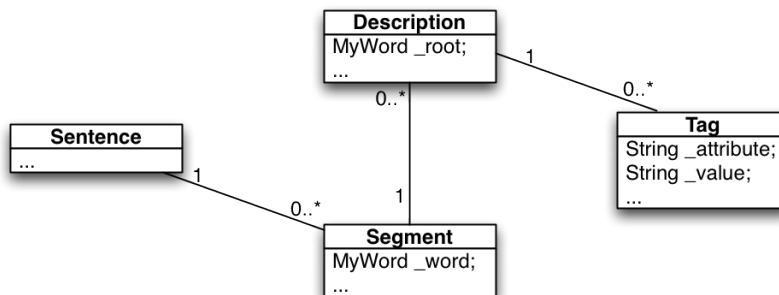 Description
MyWord _root;
...
1
0..*
0..*
Tag
String _attribute;
String _value;
...
Sentence
...
1
0..*
1
Segment
MyWord _word;
...